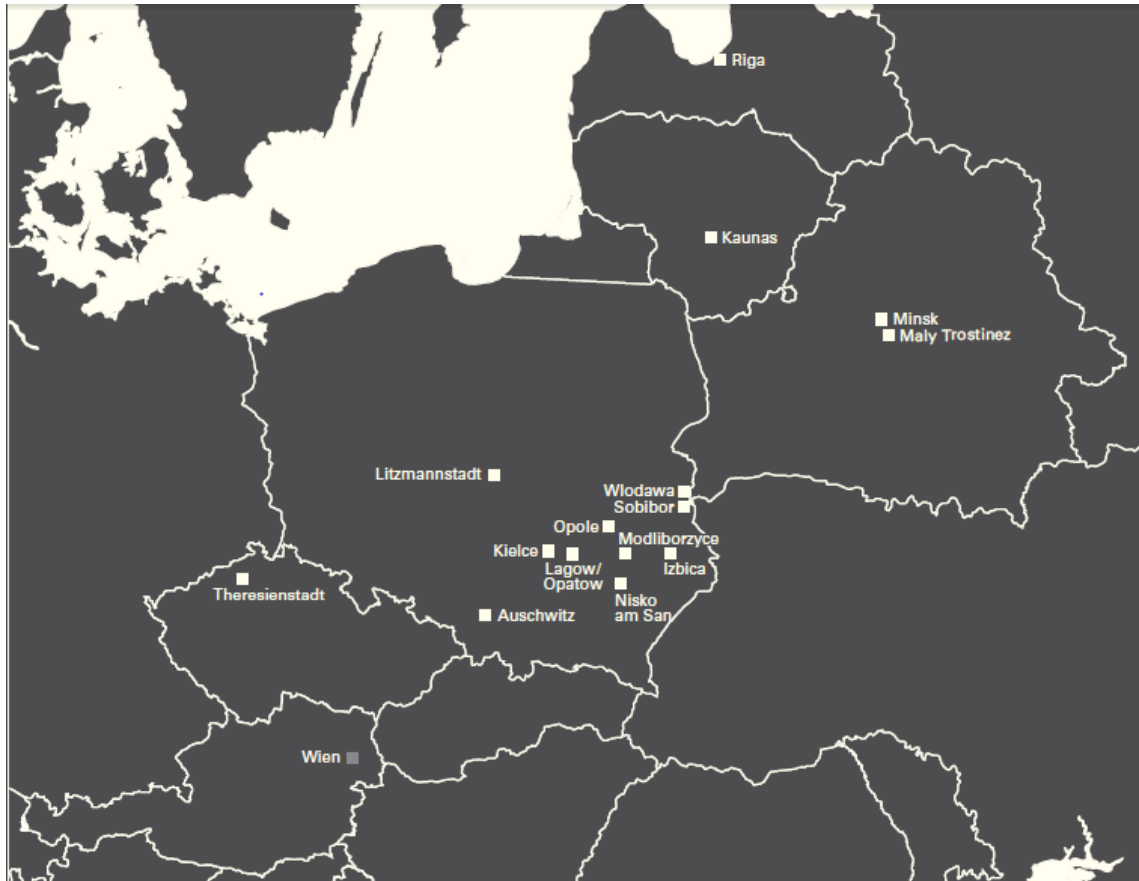 Riga
Kaunas
Minsk
Maly Trostinez
Litzmannstadt
Wlodawa
Sobibor
Opole
Modliborzyce
Kielce
Lagow/
Opatow
Izbica
Theresienstadt
Nisko
am San
Auschwitz
Wien